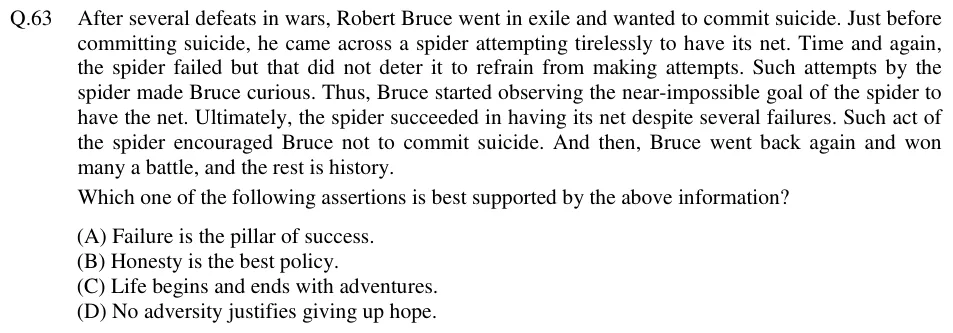 Q.63 After several defeats in wars, Robert Bruce went in exile and wanted to commit suicide. Just before
committing suicide, he came across a spider attempting tirelessly to have its net. Time and again,
the spider failed but that did not deter it to refrain from making attempts. Such attempts by the
spider made Bruce curious. Thus, Bruce started observing the near-impossible goal of the spider to
have the net. Ultimately, the spider succeeded in having its net despite several failures. Such act of
the spider encouraged Bruce not to commit suicide. And then, Bruce went back again and won
many a battle, and the rest is history.
Which one of the following assertions is best supported by the above information?
(A) Failure is the pillar of success.
(B) Honesty is the best policy.
(C) Life begins and ends with adventures.
(D) No adversity justifies giving up hope.